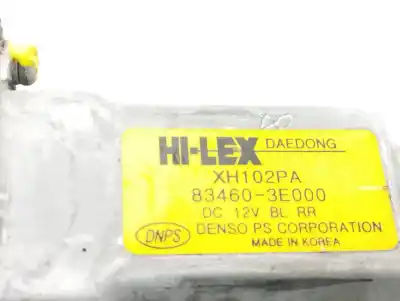 HI-LEX DAEDONG
XH102PA
83460-3E000
DC 12V BL RR
DENSO PS CORPORATION
DNPS
MADE IN KOREA